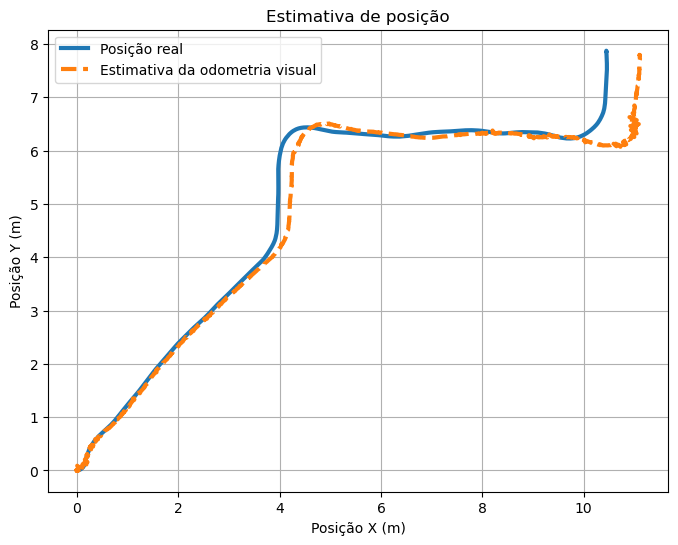 Estimativa de posição
Posição real
Estimativa da odometria visual
8
7
6
5
4
3
2
1
0
Posição Y (m)
0 2 4 6 8 10
Posição X (m)